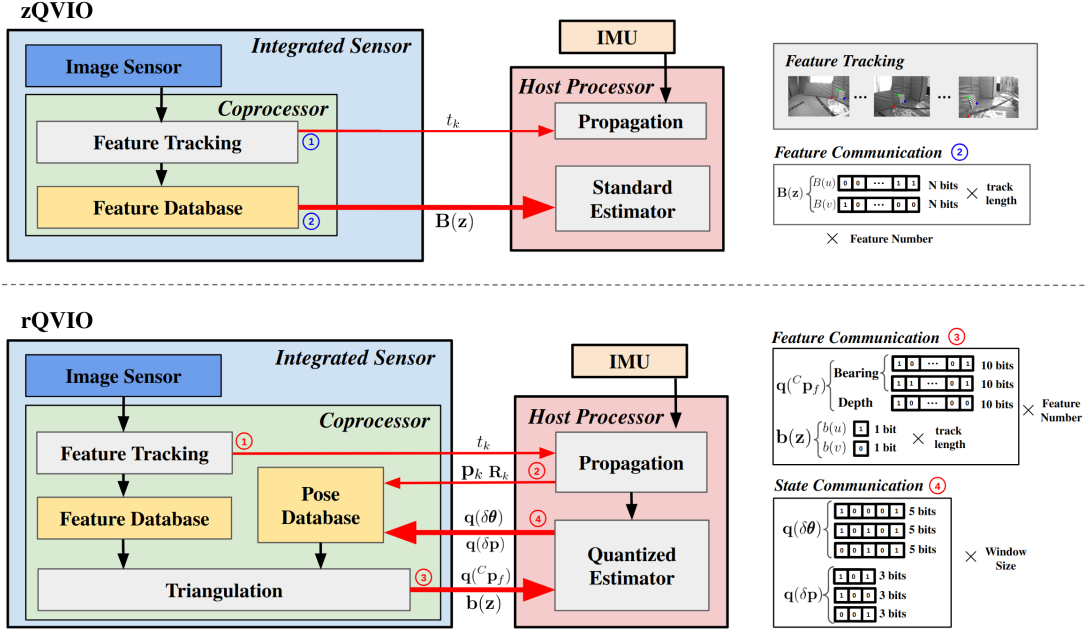 zQVIO
Integrated Sensor
Image Sensor
Coprocessor
Feature Tracking
1
Feature Database
2
t_k
B(z)
IMU
Host Processor
Propagation
Standard
Estimator
Feature Tracking
... ...
Feature Communication 2
B(z) { B(u) 0 0 ... 1 1 N bits
B(v) 1 0 ... 0 0 N bits
× track
length
× Feature Number
rQVIO
Integrated Sensor
Image Sensor
Coprocessor
Feature Tracking
1
Feature Database
Pose
Database
Triangulation
3
t_k
p_k R_k 2
q(δθ) 4
q(δp)
q(^C p_f)
b(z)
IMU
Host Processor
Propagation
Quantized
Estimator
Feature Communication 3
q(^C p_f) { Bearing { 1 0 ... 0 1 10 bits
1 1 ... 0 1 10 bits
Depth 1 0 ... 0 0 10 bits
b(z) { b(u) 1 1 bit
b(v) 0 1 bit
× track
length
× Feature
Number
State Communication 4
q(δθ) { 1 0 0 0 1 5 bits
1 0 1 0 1 5 bits
0 0 1 0 1 5 bits
q(δp) { 1 0 1 3 bits
1 0 0 3 bits
0 0 1 3 bits
× Window
Size